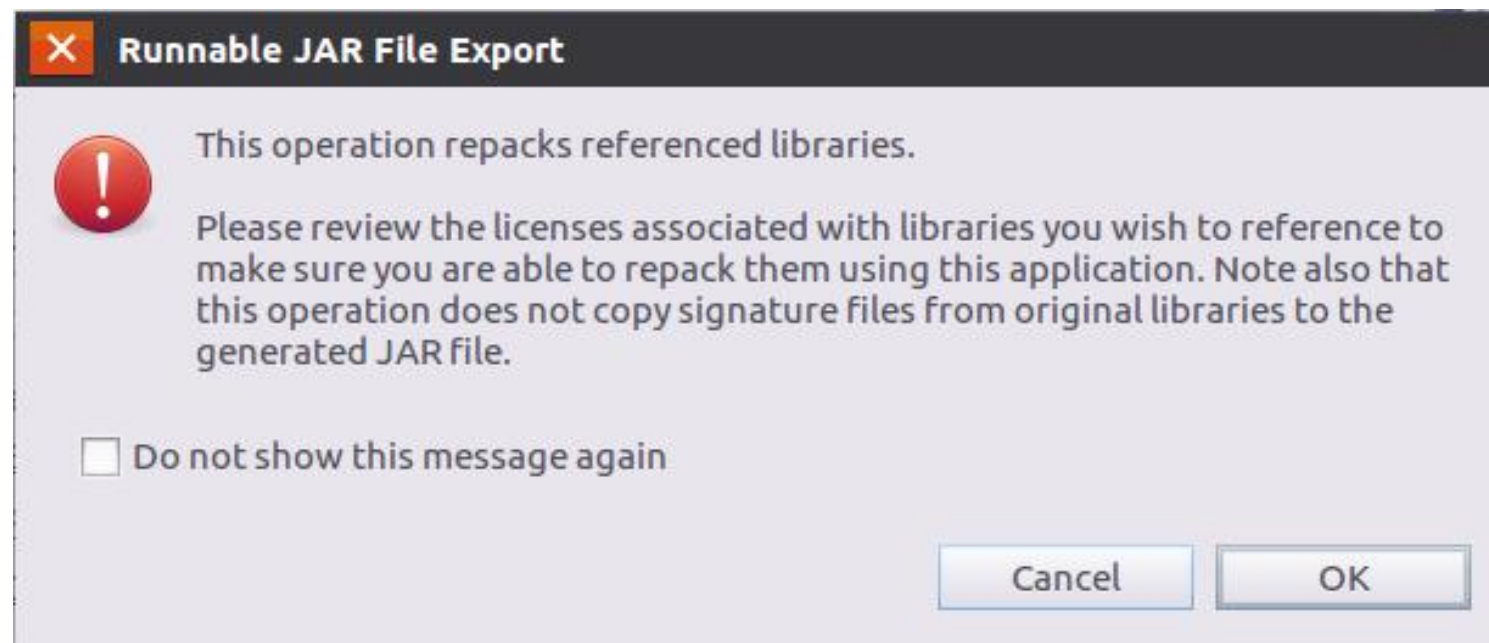 Runnable JAR File Export
This operation repacks referenced libraries.
Please review the licenses associated with libraries you wish to reference to
make sure you are able to repack them using this application. Note also that
this operation does not copy signature files from original libraries to the
generated JAR file.
Do not show this message again
Cancel OK